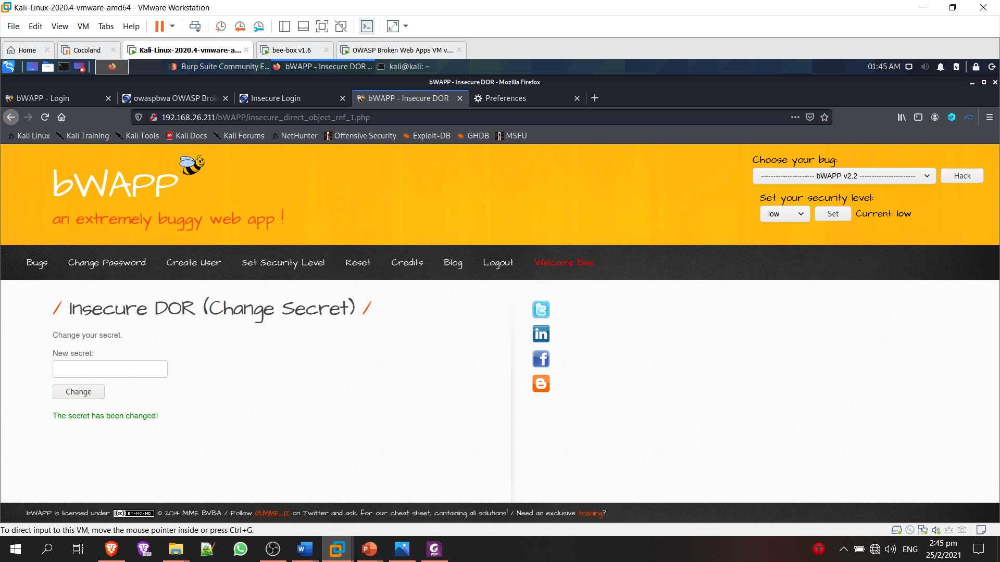 Kali-Linux-2020.4-vmware-amd64 - VMware Workstation
File Edit View VM Tabs Help
Home Cocoland Kali-Linux-2020.4-vmware-a... bee-box v1.6 OWASP Broken Web Apps VM v...
Burp Suite Community E... bWAPP - Insecure DOR ... kali@kali: ~ 01:45 AM
bWAPP - Insecure DOR - Mozilla Firefox
bWAPP - Login owaspbwa OWASP Brok Insecure Login bWAPP - Insecure DOR Preferences
192.168.26.211/bWAPP/insecure_direct_object_ref_1.php
Kali Linux Kali Training Kali Tools Kali Docs Kali Forums NetHunter Offensive Security Exploit-DB GHDB MSFU
Choose your bug:
---------------------- bWAPP v2.2 ----------------------- Hack
bWAPP
Set your security level:
low Set Current: low
an extremely buggy web app !
Bugs Change Password Create User Set Security Level Reset Credits Blog Logout Welcome Bee
/ Insecure DOR (Change Secret) /
Change your secret.
New secret:
Change
The secret has been changed!
bWAPP is licensed under (cc) BY-NC-ND © 2014 MME BVBA / Follow @MME_IT on Twitter and ask for our cheat sheet, containing all solutions! / Need an exclusive training?
To direct input to this VM, move the mouse pointer inside or press Ctrl+G.
ENG
2:45 pm
25/2/2021